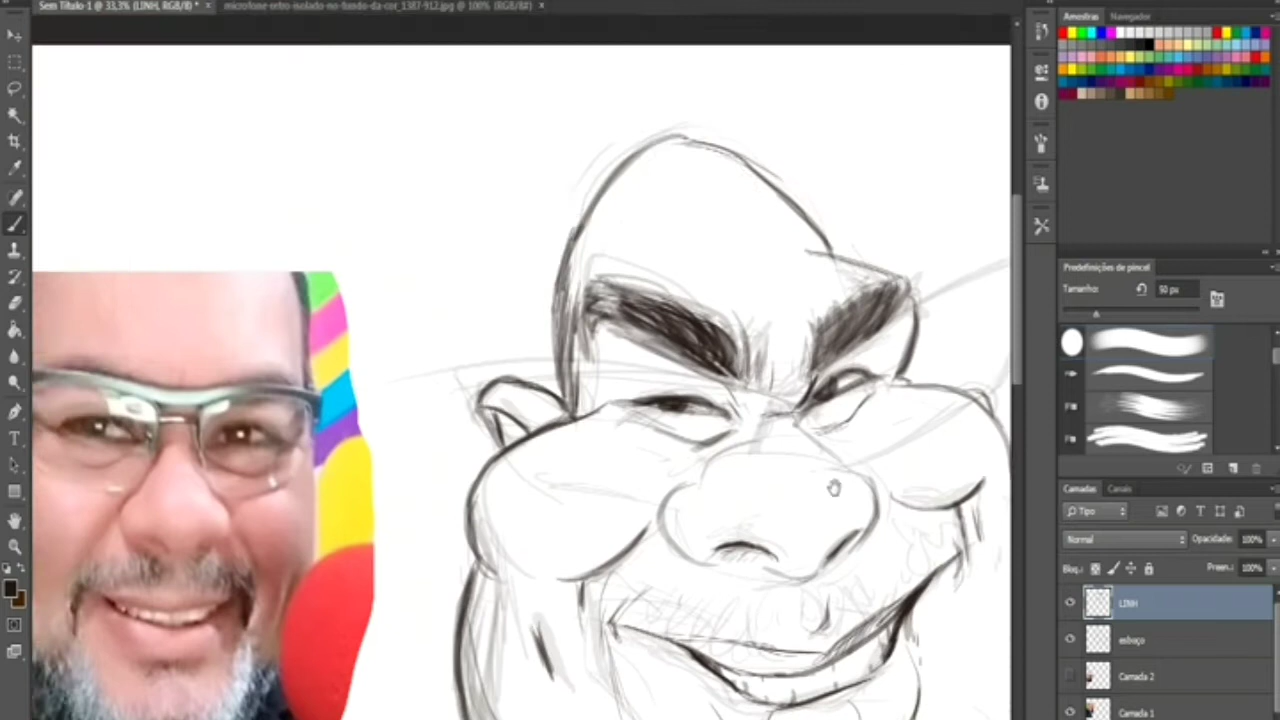 Sem Título-1 @ 33,3% (LINH, RGB/8) * ×
microfone-retro-isolado-no-fundo-da-cor_1387-912.jpg @ 100% (RGB/8#) ×
Amostras Navegador
Predefinições de pincel
Tamanho: 50 px
Camadas Canais
Tipo
Normal Opacidade: 100%
Bloq.: Preen.: 100%
LINH
esboço
Camada 2
Camada 1